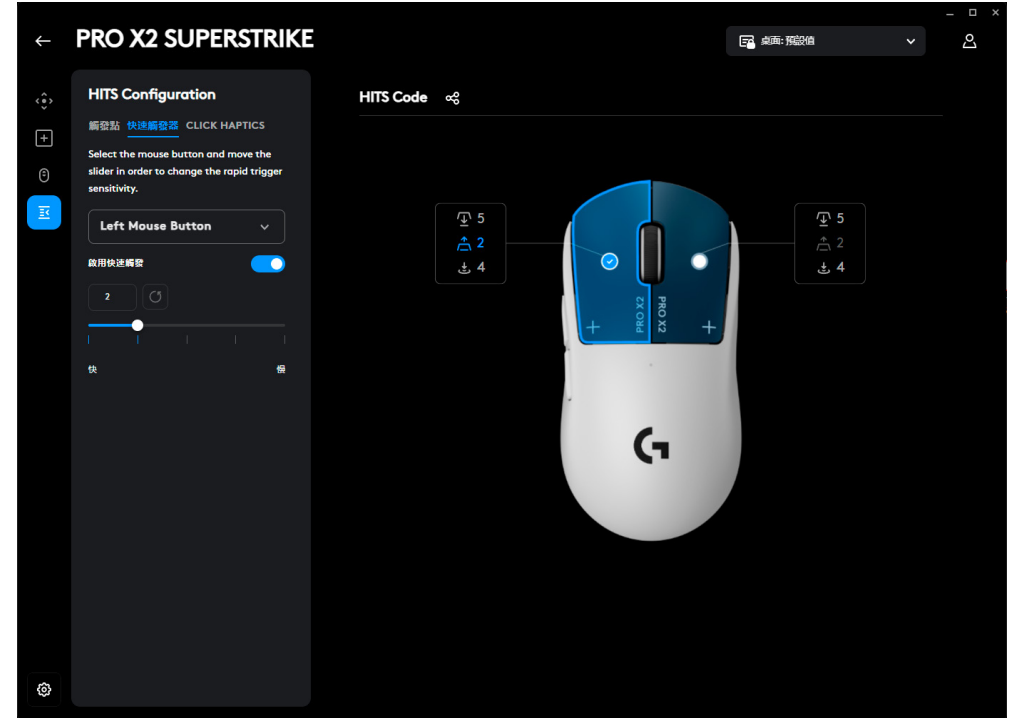 PRO X2 SUPERSTRIKE
桌面: 預設值
HITS Configuration
觸發點 快速觸發器 CLICK HAPTICS
Select the mouse button and move the
slider in order to change the rapid trigger
sensitivity.
Left Mouse Button
啟用快速觸發
2
快 慢
HITS Code
5
2
4
5
2
4
PRO X2
PRO X2